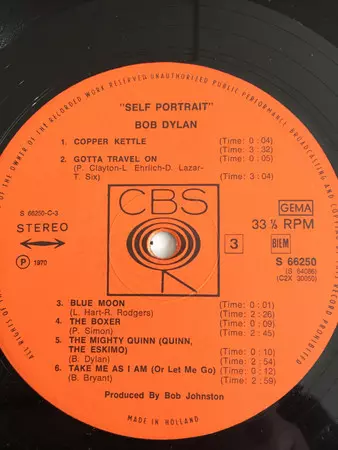 ALL RIGHTS OF THE
OWNER OF THE RECORDED WORK RESERVED UNAUTHORIZED PUBLIC PERFORMANCE BROADCASTING AND
PROHIBITED
"SELF PORTRAIT"
BOB DYLAN
1. COPPER KETTLE (Time: 0:04)
(Time: 3:32)
2. GOTTA TRAVEL ON (Time: 0:05)
(P. Clayton-L. Ehrlich-D. Lazar-
T. Six) (Time: 3:04)
S 66250-C-3
STEREO
P 1970
CBS
GEMA
33 ⅓ RPM
3 BIEM
S 66250
(S 64086)
(C2X 30050)
3. BLUE MOON (Time: 0:01)
(L. Hart-R. Rodgers) (Time: 2:26)
4. THE BOXER (Time: 0:09)
(P. Simon) (Time: 2:45)
5. THE MIGHTY QUINN (QUINN,
THE ESKIMO) (Time: 0:10)
(B. Dylan) (Time: 2:54)
6. TAKE ME AS I AM (Or Let Me Go) (Time: 0:12)
(B. Bryant) (Time: 2:59)
Produced By Bob Johnston
MADE IN HOLLAND